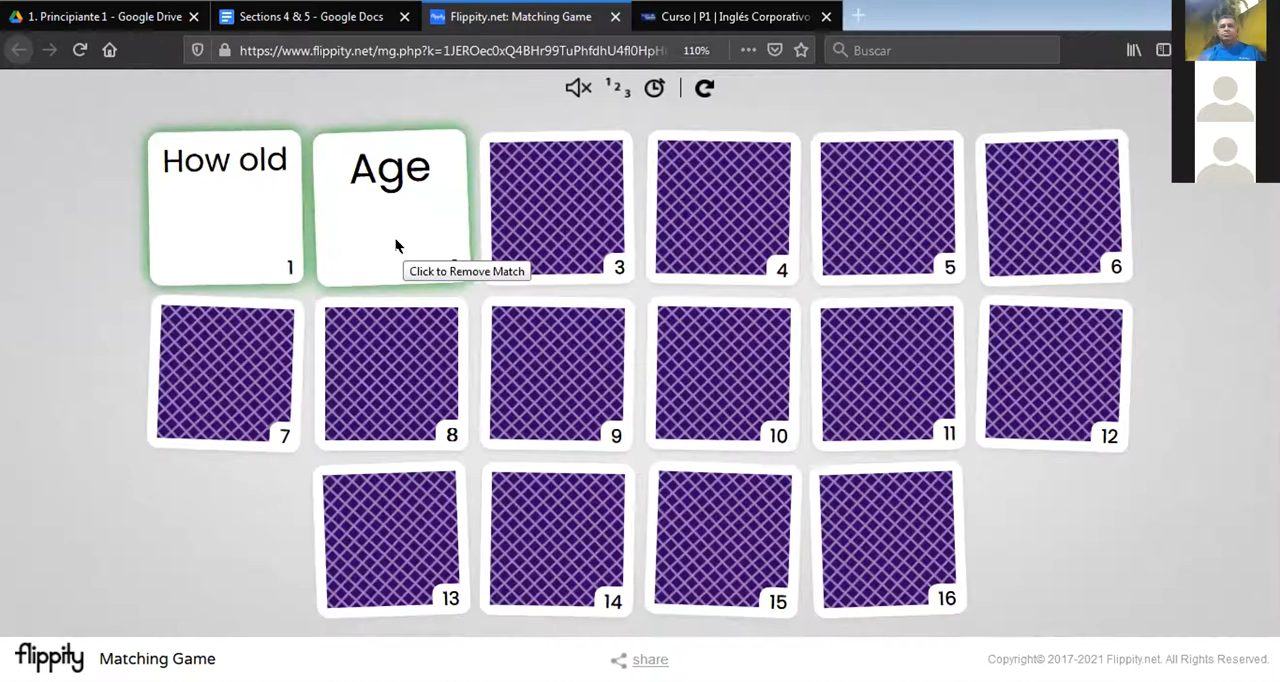 1. Principiante 1 - Google Drive
Sections 4 & 5 - Google Docs
Flippity.net: Matching Game
Curso | P1 | Inglés Corporativo
https://www.flippity.net/mg.php?k=1JEROec0xQ4BHr99TuPhfdhU4fl0HpH
110%
Buscar
1 2 3
How old
1
Age
Click to Remove Match
3
4
5
6
7
8
9
10
11
12
13
14
15
16
flippity
Matching Game
share
Copyright© 2017-2021 Flippity.net. All Rights Reserved.